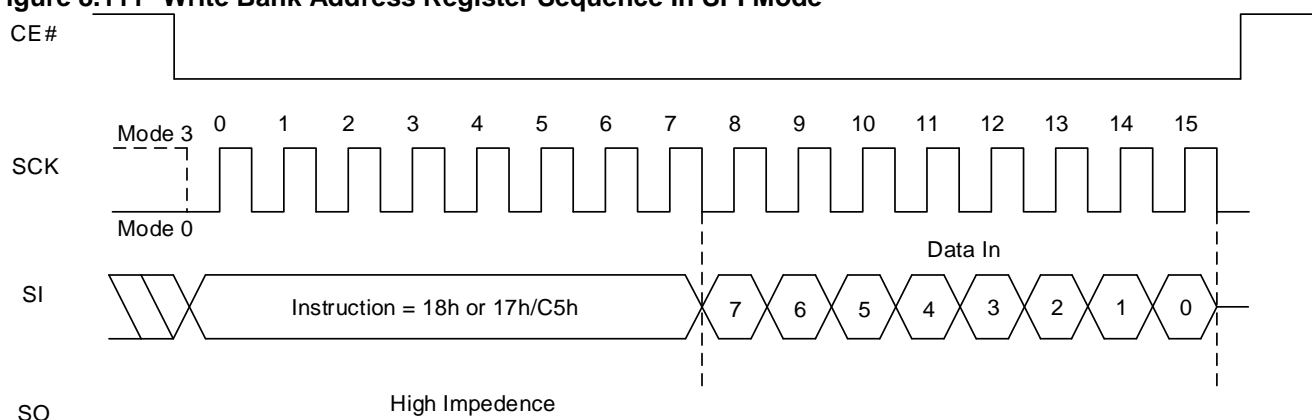 Figure 8.111 Write Bank Address Register Sequence In SPI Mode
CE#
SCK
Mode 3
0 1 2 3 4 5 6 7 8 9 10 11 12 13 14 15
Mode 0
Data In
SI
Instruction = 18h or 17h/C5h
7 6 5 4 3 2 1 0
High Impedence
SO